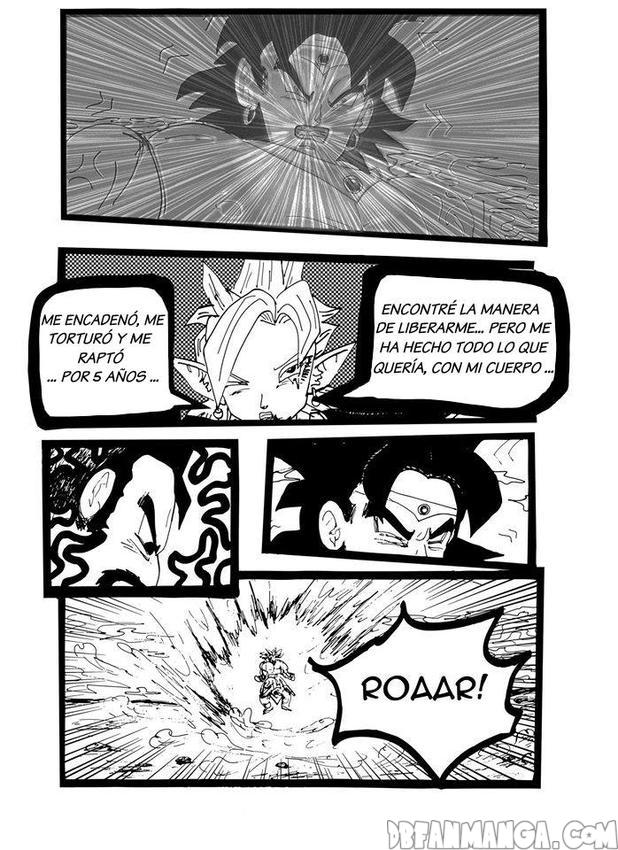 ME ENCADENÓ, ME
TORTURÓ Y ME
RAPTÓ
... POR 5 AÑOS ...
ENCONTRÉ LA MANERA
DE LIBERARME... PERO ME
HA HECHO TODO LO QUE
QUERÍA, CON MI CUERPO ...
ROAAR!
DBFANMANGA.COM